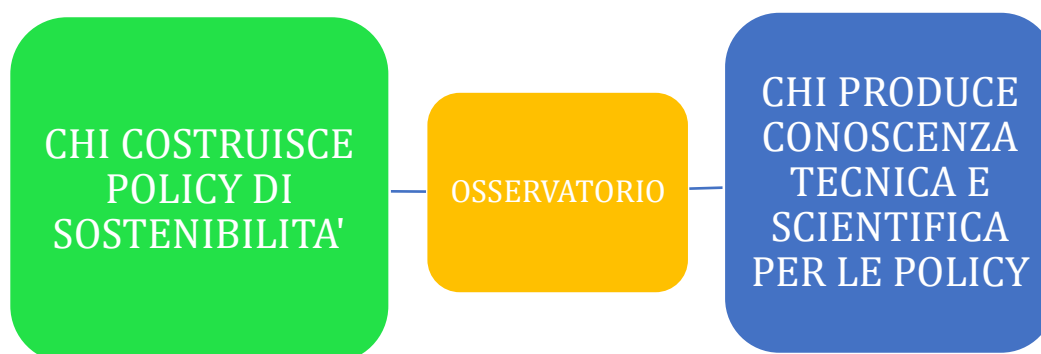 CHI COSTRUISCE
POLICY DI
SOSTENIBILITA'
OSSERVATORIO
CHI PRODUCE
CONOSCENZA
TECNICA E
SCIENTIFICA
PER LE POLICY